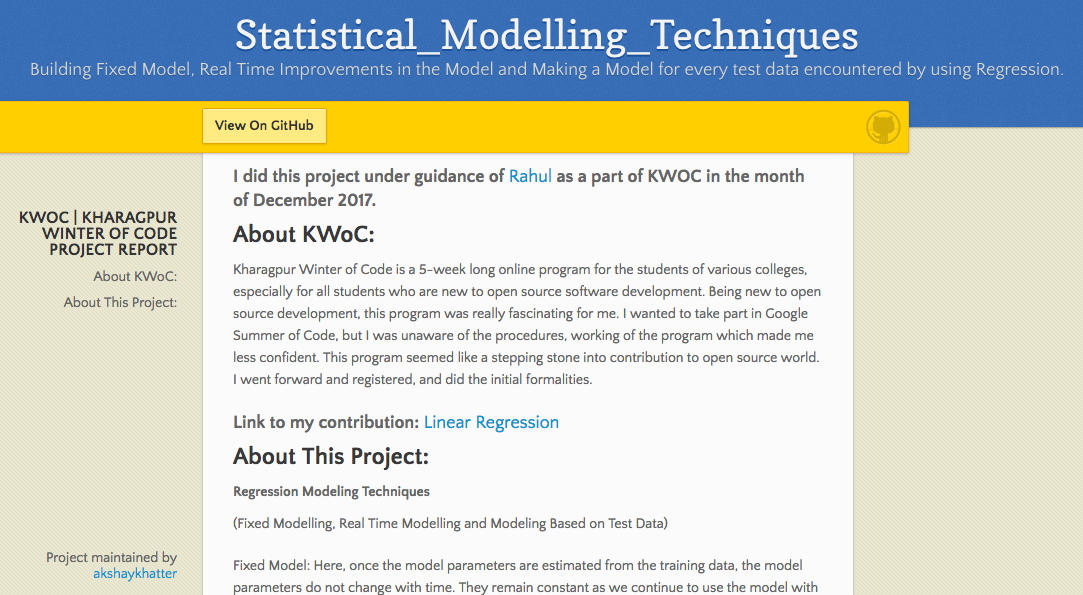 Statistical_Modelling_Techniques
Building Fixed Model, Real Time Improvements in the Model and Making a Model for every test data encountered by using Regression.
View On GitHub
KWOC | KHARAGPUR
WINTER OF CODE
PROJECT REPORT
About KWoC:
About This Project:
I did this project under guidance of Rahul as a part of KWOC in the month
of December 2017.
About KWoC:
Kharagpur Winter of Code is a 5-week long online program for the students of various colleges,
especially for all students who are new to open source software development. Being new to open
source development, this program was really fascinating for me. I wanted to take part in Google
Summer of Code, but I was unaware of the procedures, working of the program which made me
less confident. This program seemed like a stepping stone into contribution to open source world.
I went forward and registered, and did the initial formalities.
Link to my contribution: Linear Regression
About This Project:
Regression Modeling Techniques
(Fixed Modelling, Real Time Modelling and Modeling Based on Test Data)
Fixed Model: Here, once the model parameters are estimated from the training data, the model
parameters do not change with time. They remain constant as we continue to use the model with
Project maintained by
akshaykhatter